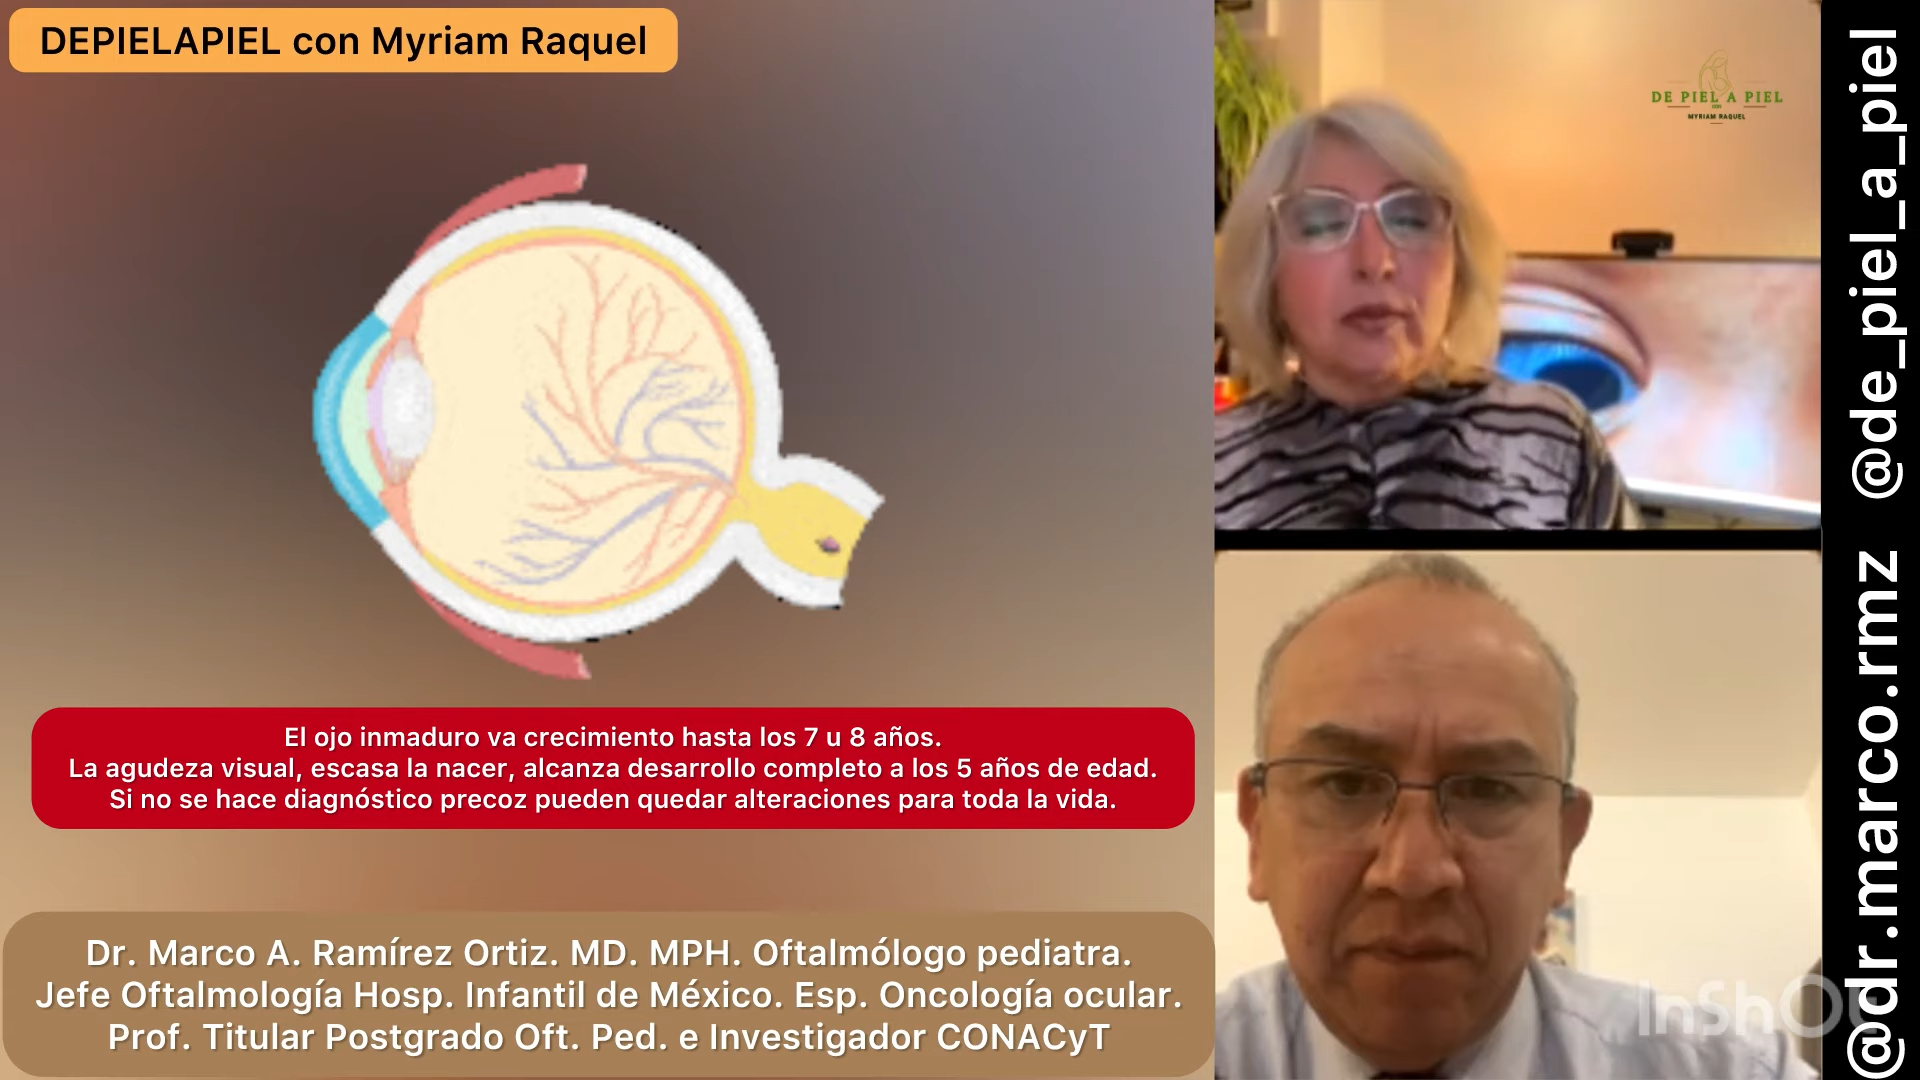 DEPIELAPIEL con Myriam Raquel
DE PIEL A PIEL
MYRIAM RAQUEL
El ojo inmaduro va crecimiento hasta los 7 u 8 años.
La agudeza visual, escasa la nacer, alcanza desarrollo completo a los 5 años de edad.
Si no se hace diagnóstico precoz pueden quedar alteraciones para toda la vida.
Dr. Marco A. Ramírez Ortiz. MD. MPH. Oftalmólogo pediatra.
Jefe Oftalmología Hosp. Infantil de México. Esp. Oncología ocular.
Prof. Titular Postgrado Oft. Ped. e Investigador CONACyT
@dr.marco.rmz @de_piel_a_piel